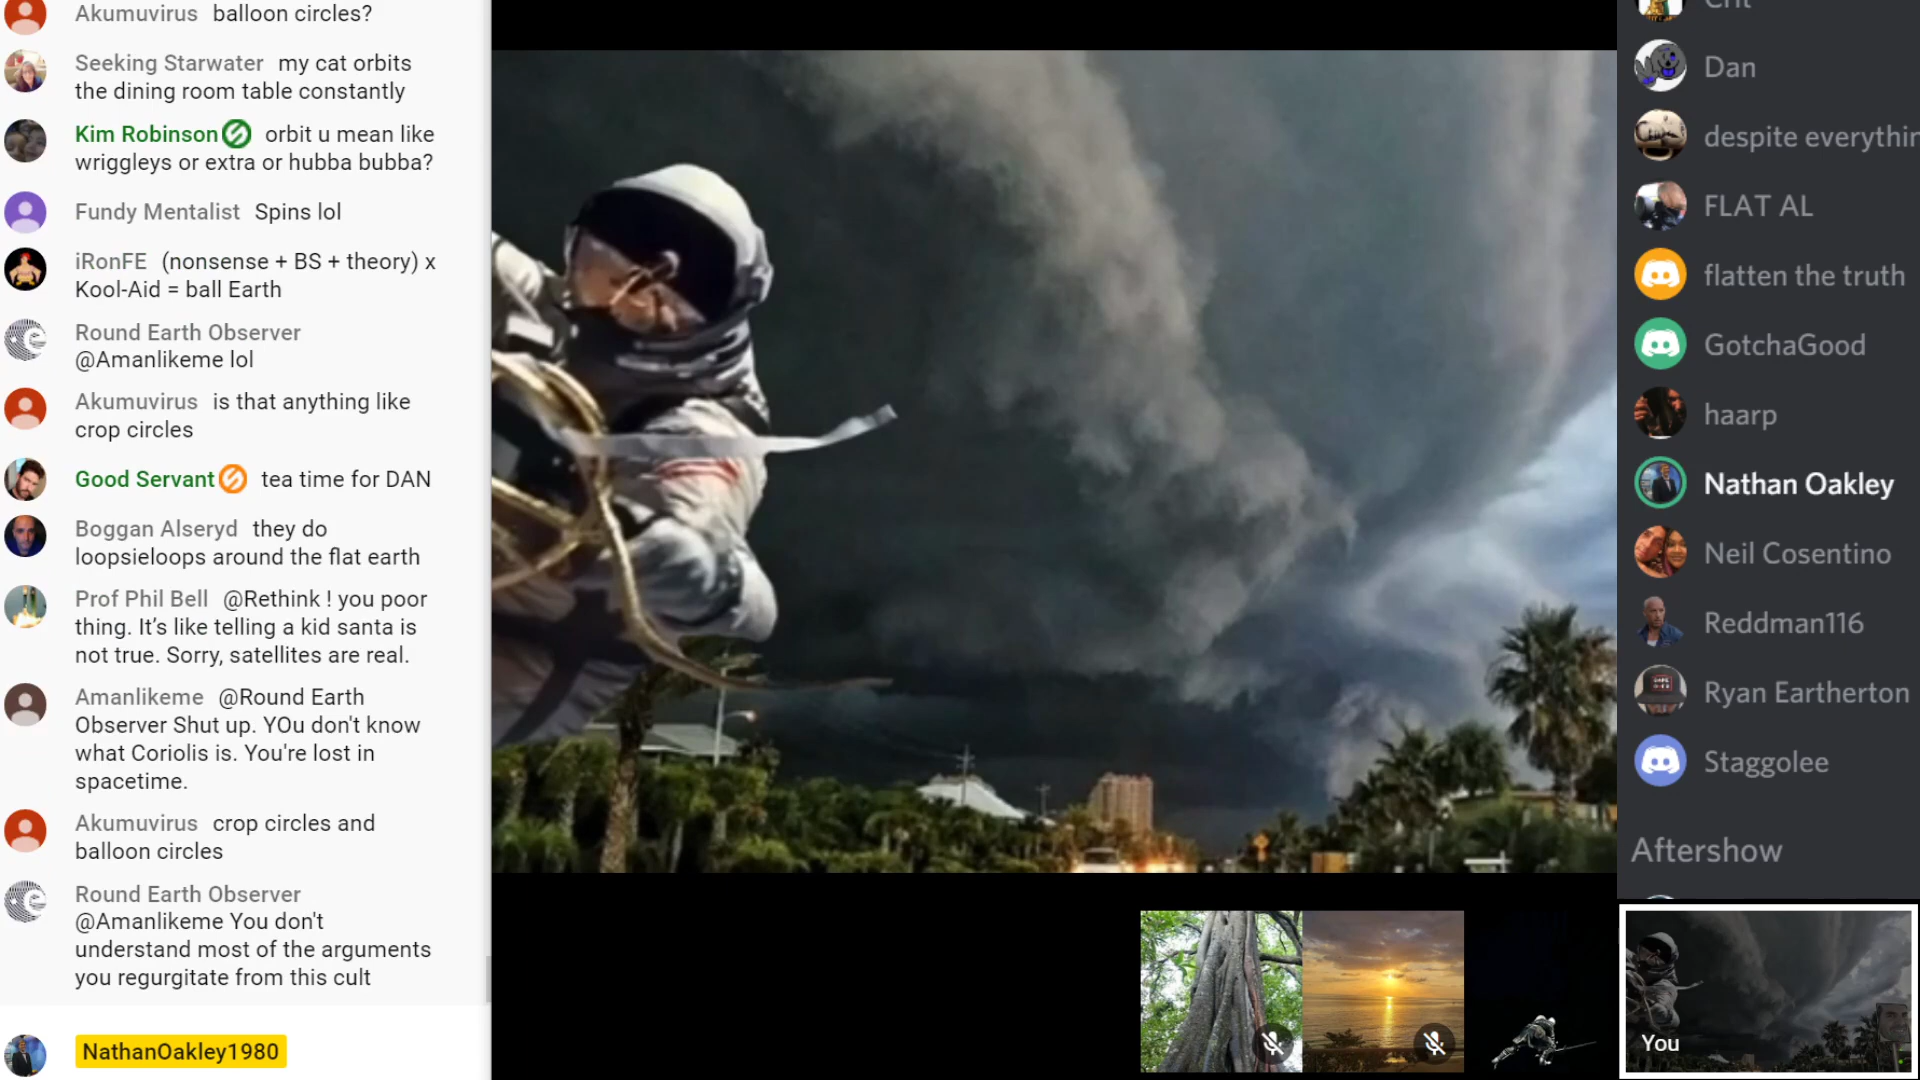 Akumuvirus balloon circles?
Seeking Starwater my cat orbits
the dining room table constantly
Kim Robinson orbit u mean like
wriggleys or extra or hubba bubba?
Fundy Mentalist Spins lol
iRonFE (nonsense + BS + theory) x
Kool-Aid = ball Earth
Round Earth Observer
@Amanlikeme lol
Akumuvirus is that anything like
crop circles
Good Servant tea time for DAN
Boggan Alseryd they do
loopsieloops around the flat earth
Prof Phil Bell @Rethink ! you poor
thing. It’s like telling a kid santa is
not true. Sorry, satellites are real.
Amanlikeme @Round Earth
Observer Shut up. YOu don't know
what Coriolis is. You're lost in
spacetime.
Akumuvirus crop circles and
balloon circles
Round Earth Observer
@Amanlikeme You don't
understand most of the arguments
you regurgitate from this cult
NathanOakley1980
Dan
despite everythin
FLAT AL
flatten the truth
GotchaGood
haarp
Nathan Oakley
Neil Cosentino
Reddman116
Ryan Eartherton
Staggolee
Aftershow
You